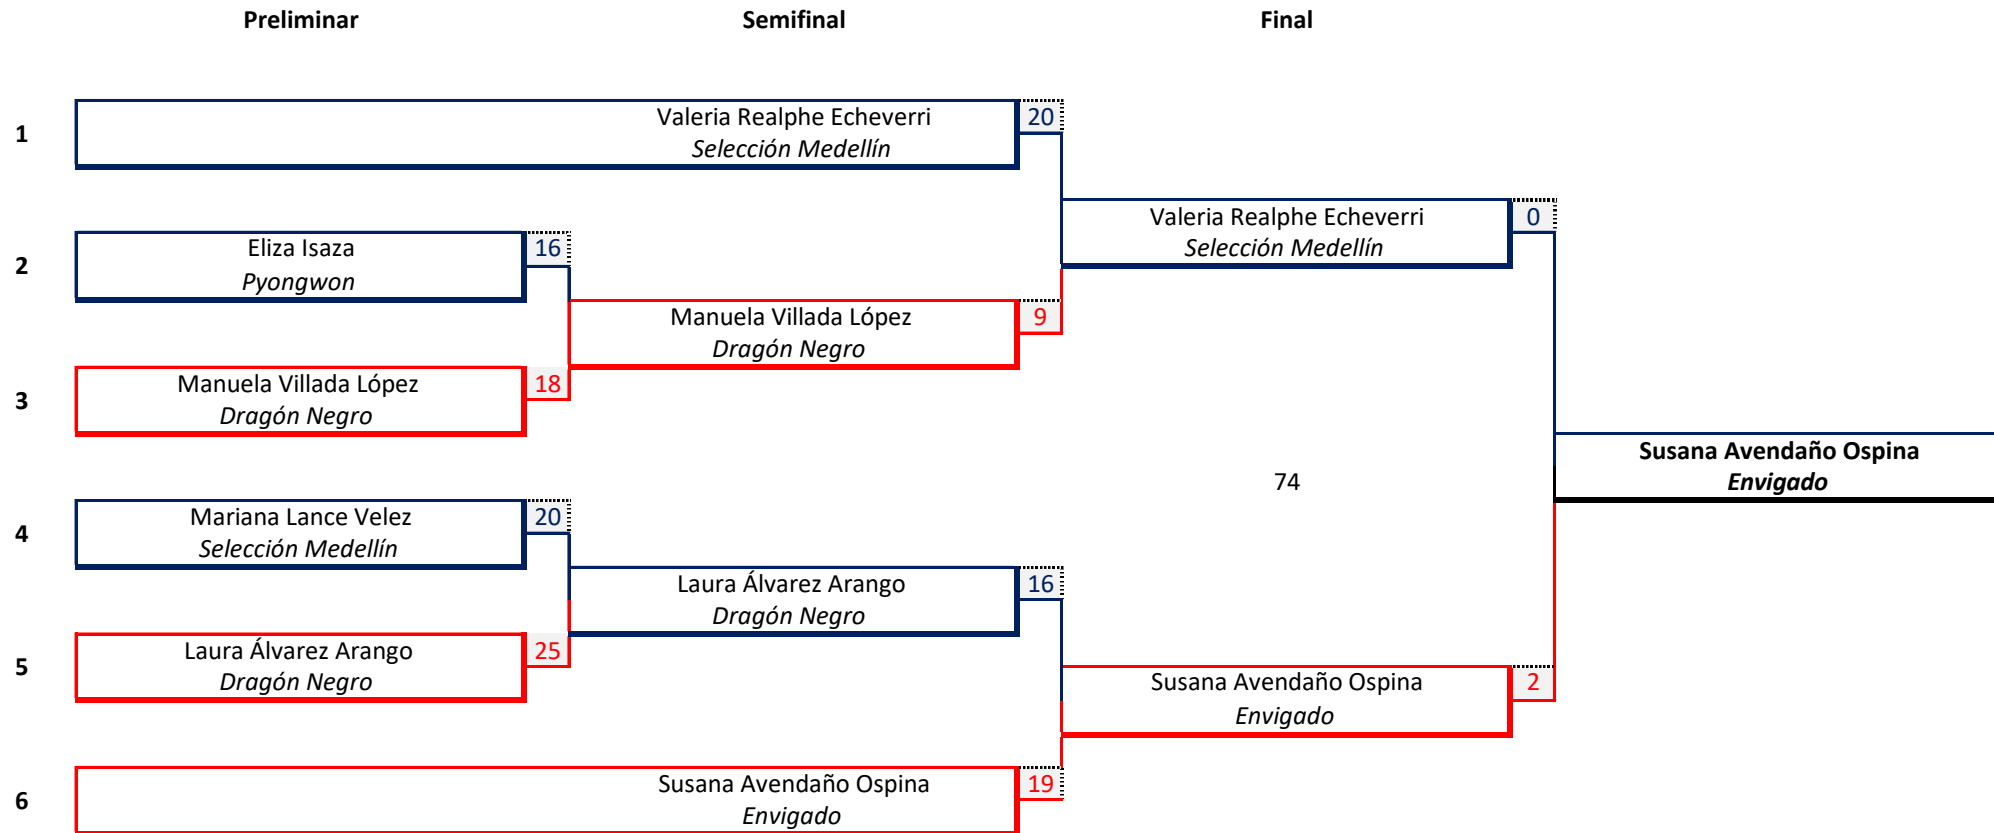 Preliminar
Semifinal
Final
1
Valeria Realphe Echeverri
Selección Medellín
20
Valeria Realphe Echeverri
Selección Medellín
0
2
Eliza Isaza
Pyongwon
16
Manuela Villada López
Dragón Negro
9
3
Manuela Villada López
Dragón Negro
18
74
Susana Avendaño Ospina
Envigado
4
Mariana Lance Velez
Selección Medellín
20
Laura Álvarez Arango
Dragón Negro
16
5
Laura Álvarez Arango
Dragón Negro
25
Susana Avendaño Ospina
Envigado
2
6
Susana Avendaño Ospina
Envigado
19